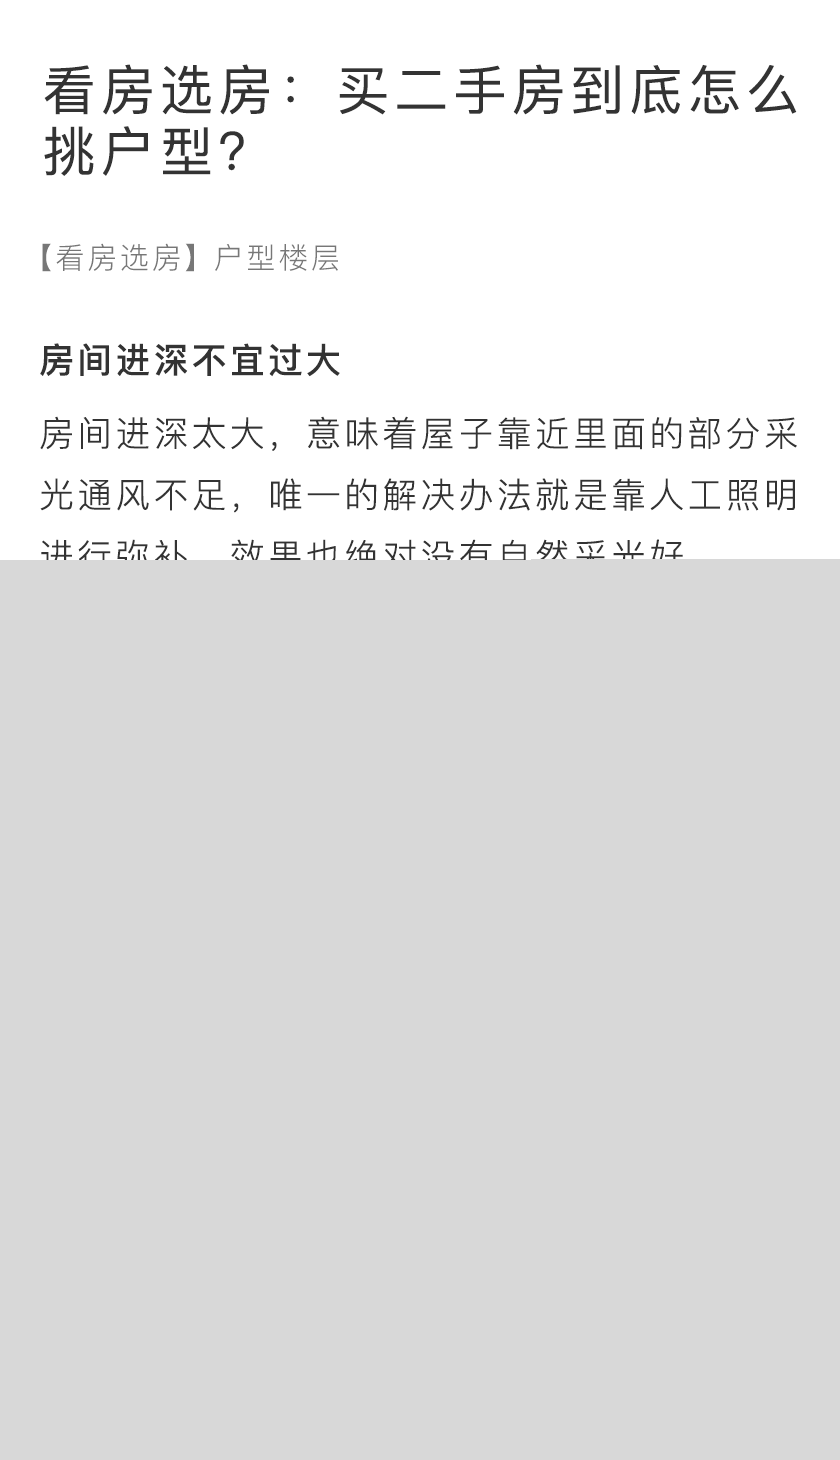 看房选房：买二手房到底怎么
挑户型?
【看房选房】户型楼层
房间进深不宜过大
房间进深太大，意味着屋子靠近里面的部分采
光通风不足，唯一的解决办法就是靠人工照明
进行弥补，效果也绝对没有自然采光好